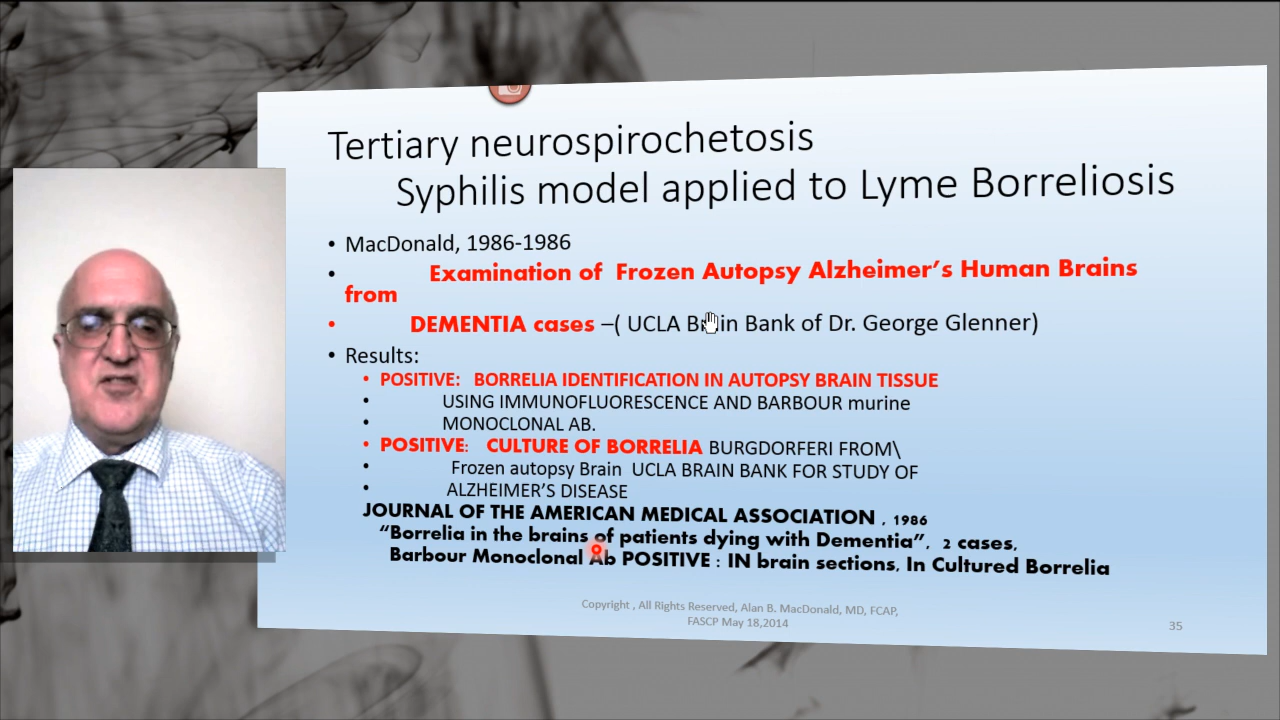 Tertiary neurospirochetosis
Syphilis model applied to Lyme Borreliosis
• MacDonald, 1986-1986
• Examination of Frozen Autopsy Alzheimer's Human Brains
from
• DEMENTIA cases –( UCLA Brain Bank of Dr. George Glenner)
• Results:
• POSITIVE: BORRELIA IDENTIFICATION IN AUTOPSY BRAIN TISSUE
• USING IMMUNOFLUORESCENCE AND BARBOUR murine
• MONOCLONAL AB.
• POSITIVE: CULTURE OF BORRELIA BURGDORFERI FROM\
• Frozen autopsy Brain UCLA BRAIN BANK FOR STUDY OF
• ALZHEIMER'S DISEASE
JOURNAL OF THE AMERICAN MEDICAL ASSOCIATION , 1986
"Borrelia in the brains of patients dying with Dementia", 2 cases,
Barbour Monoclonal Ab POSITIVE : IN brain sections, In Cultured Borrelia
Copyright , All Rights Reserved, Alan B. MacDonald, MD, FCAP,
FASCP May 18,2014
35